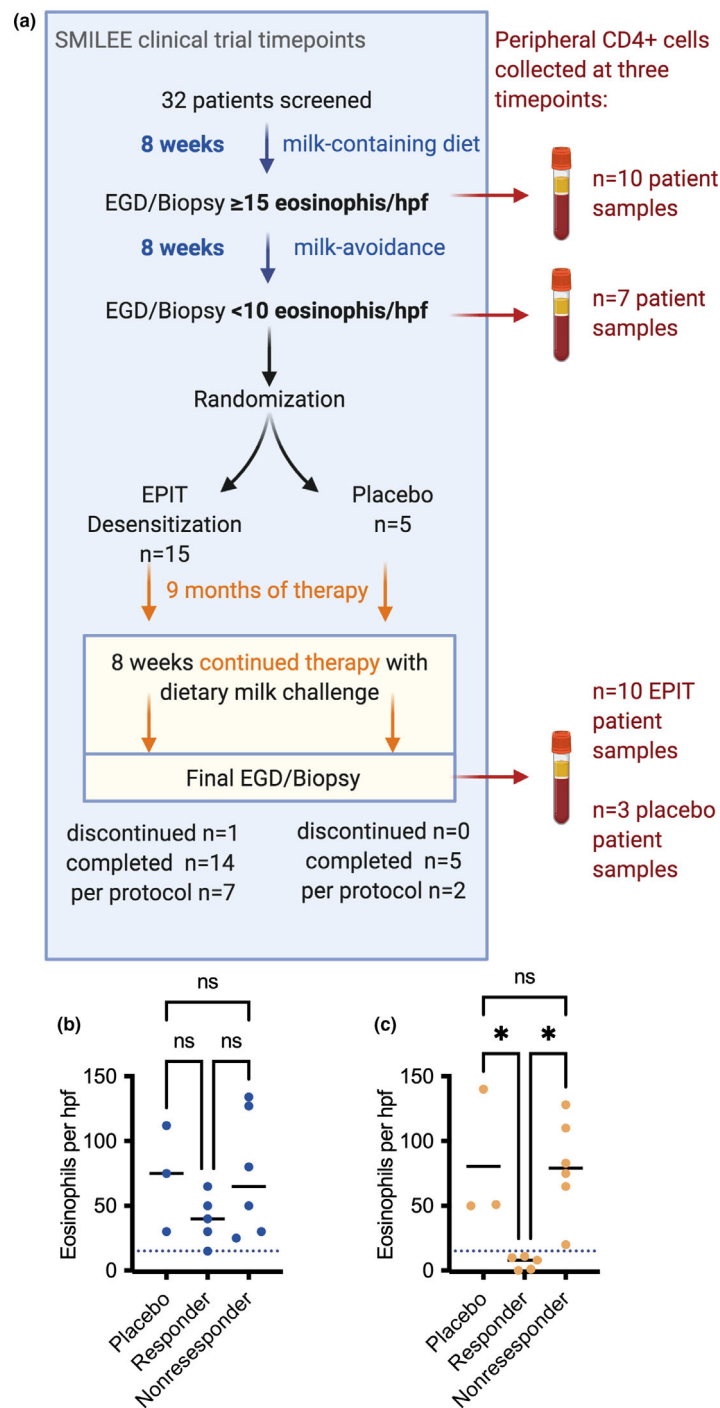 (a)
SMILEE clinical trial timepoints
32 patients screened
8 weeks milk-containing diet
EGD/Biopsy ≥15 eosinophis/hpf
8 weeks milk-avoidance
EGD/Biopsy <10 eosinophis/hpf
Randomization
EPIT
Desensitization
n=15
Placebo
n=5
9 months of therapy
8 weeks continued therapy with
dietary milk challenge
Final EGD/Biopsy
discontinued n=1
completed n=14
per protocol n=7
discontinued n=0
completed n=5
per protocol n=2
Peripheral CD4+ cells
collected at three
timepoints:
n=10 patient
samples
n=7 patient
samples
n=10 EPIT
patient
samples
n=3 placebo
patient
samples
(b)
ns
ns ns
Eosinophils per hpf
150
100
50
0
Placebo
Responder
Nonresesponder
(c)
ns
* *
Eosinophils per hpf
150
100
50
0
Placebo
Responder
Nonresesponder